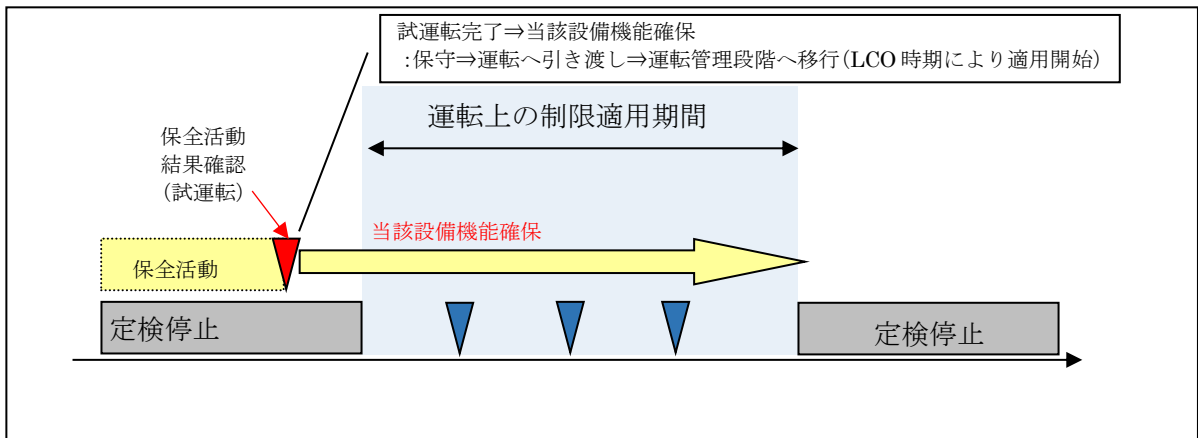 試運転完了⇒当該設備機能確保
:保守⇒運転へ引き渡し⇒運転管理段階へ移行(LCO 時期により適用開始)
運転上の制限適用期間
保全活動
結果確認
(試運転)
当該設備機能確保
保全活動
定検停止
定検停止